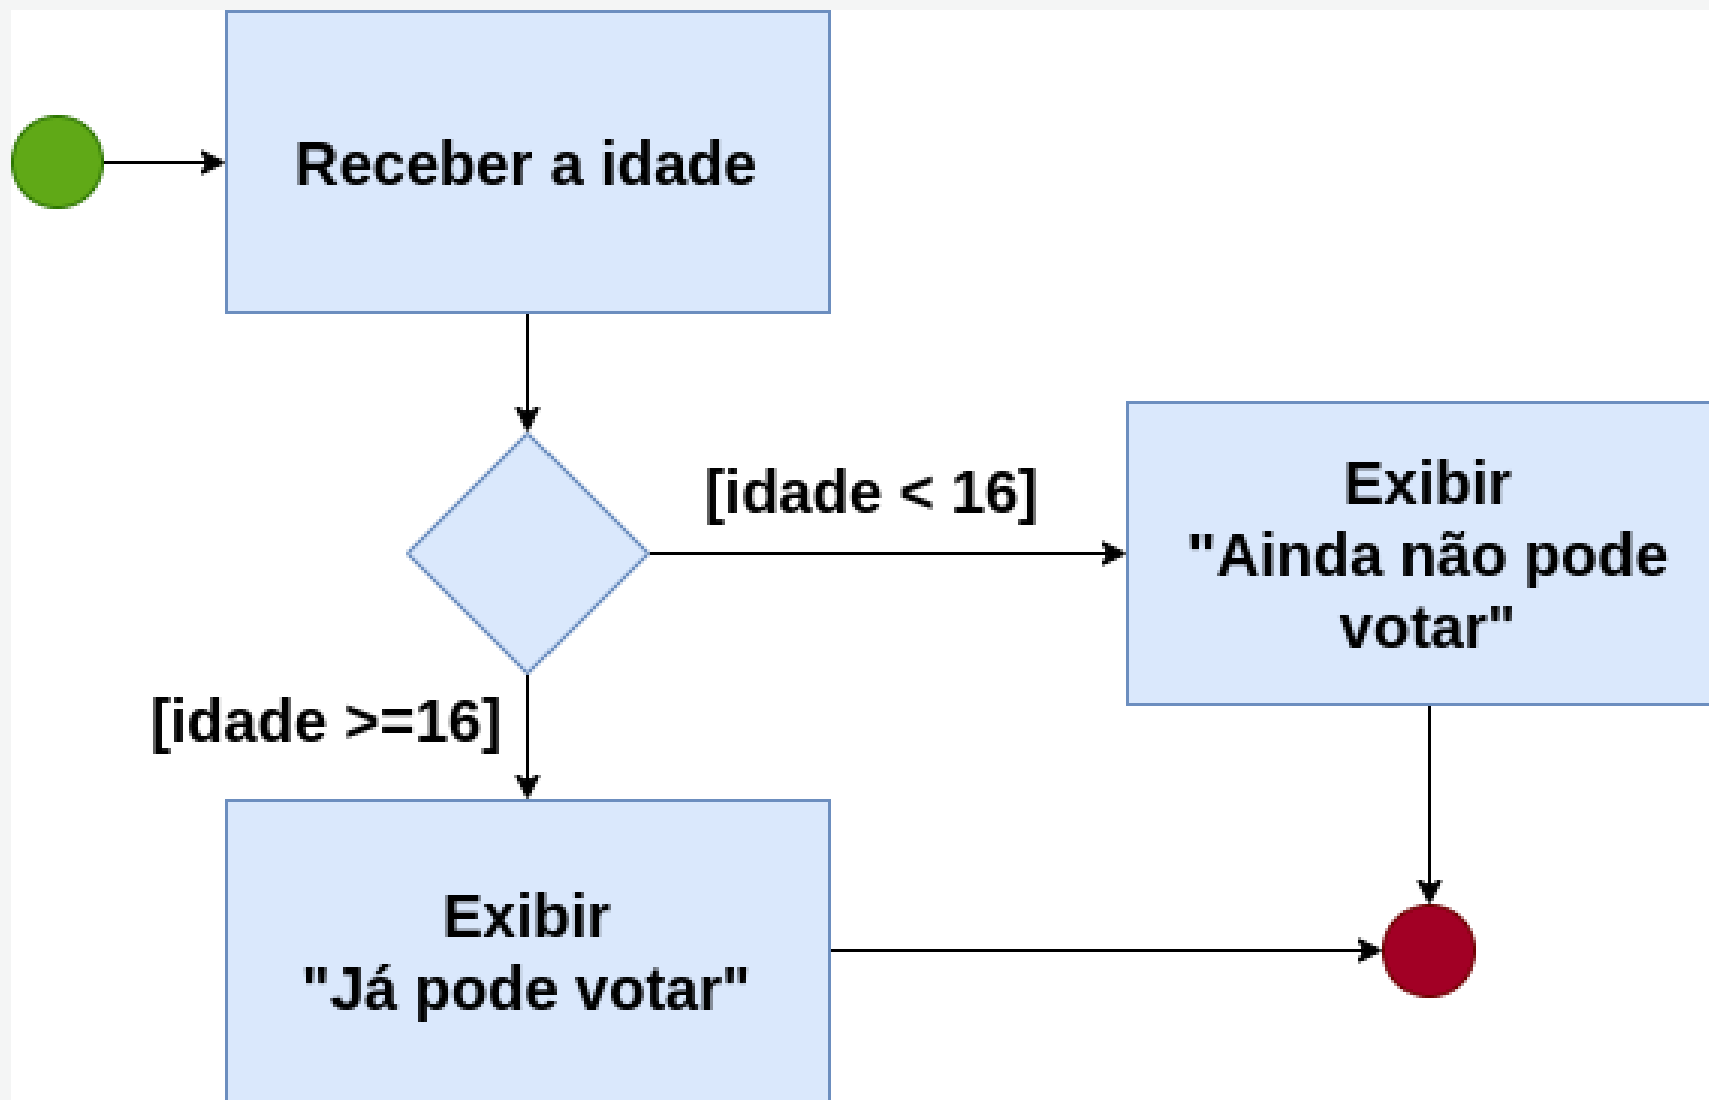 Receber a idade
[idade < 16]
Exibir
"Ainda não pode
votar"
[idade >=16]
Exibir
"Já pode votar"